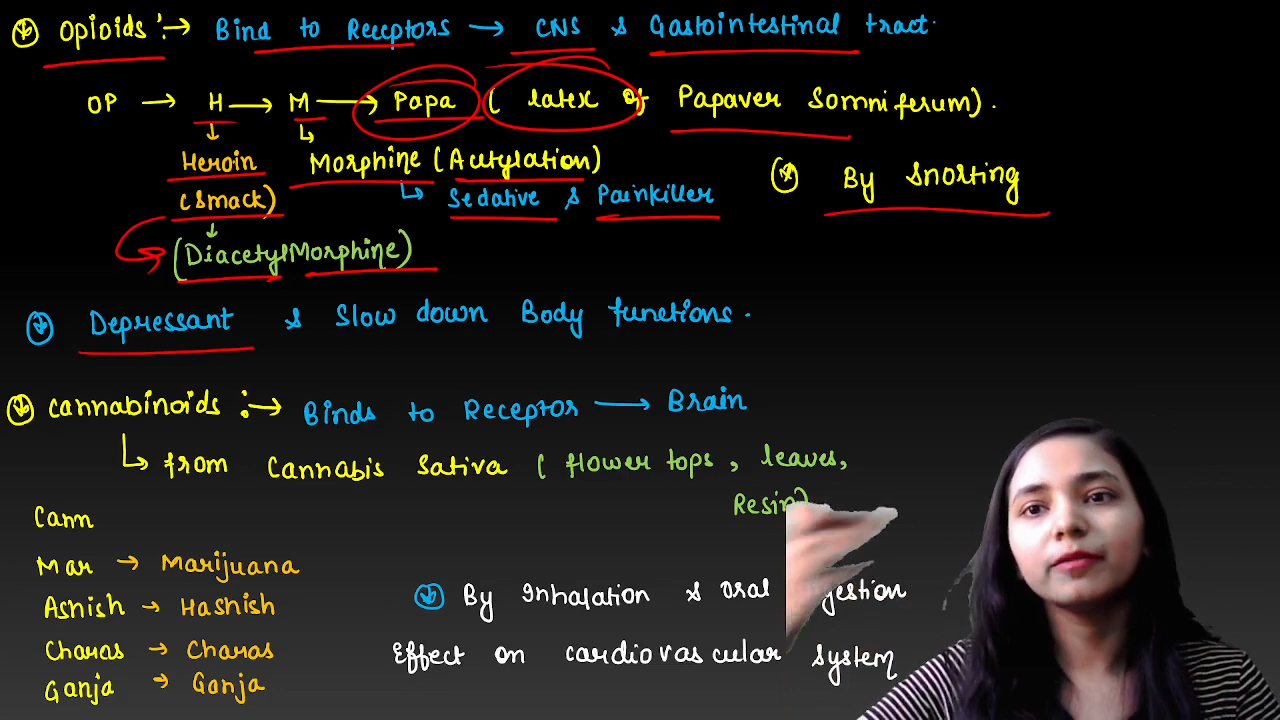 Opioids :→ Bind to Receptors → CNS & Gastointestinal tract.
OP → H → M → Papa ( latex of Papaver Somniferum).
Heroin
(Smack)
(DiacetylMorphine)
Morphine (Acetylation)
Sedative & Painkiller
By Snorting
Depressant & Slow down Body functions.
Cannabinoids :→ Binds to Receptor → Brain
from Cannabis Sativa ( flower tops, leaves,
Resin)
Cann
Mar → Marijuana
Ashish → Hashish
Charas → Charas
Ganja → Ganja
By Inhalation & oral
Effect on cardiovascular system